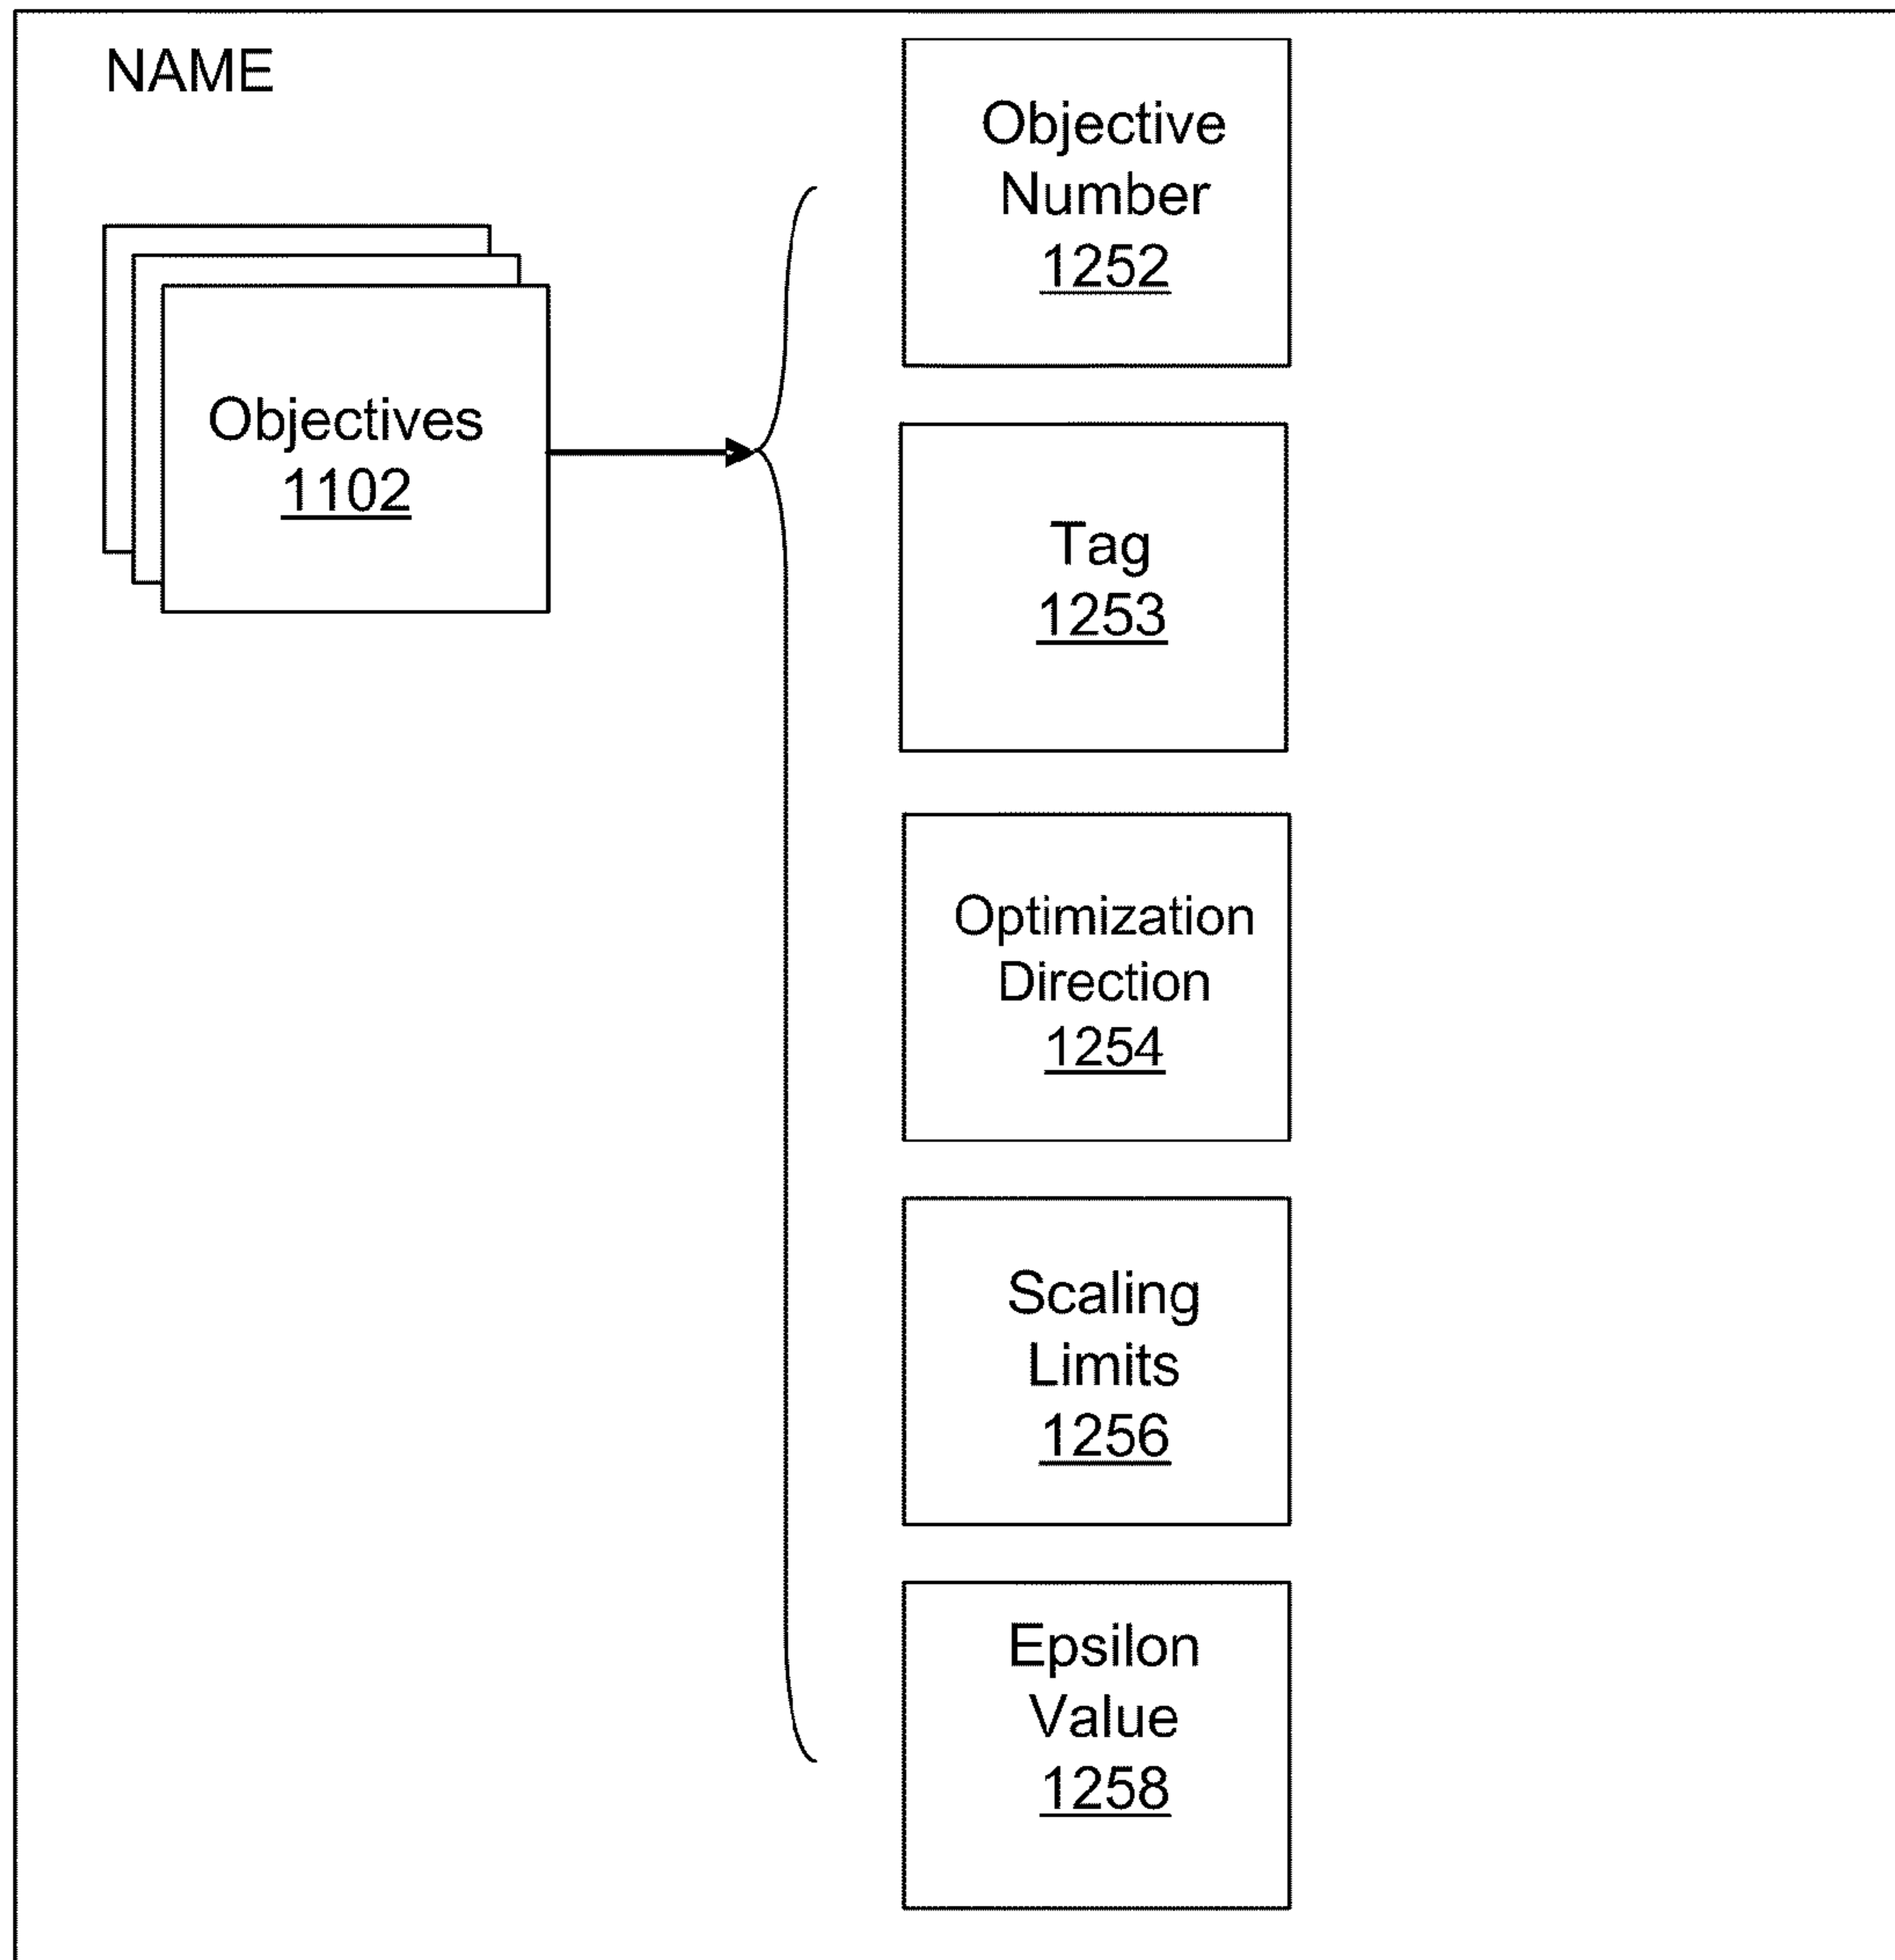 NAME
Objectives
1102
Objective
Number
1252
Tag
1253
Optimization
Direction
1254
Scaling
Limits
1256
Epsilon
Value
1258